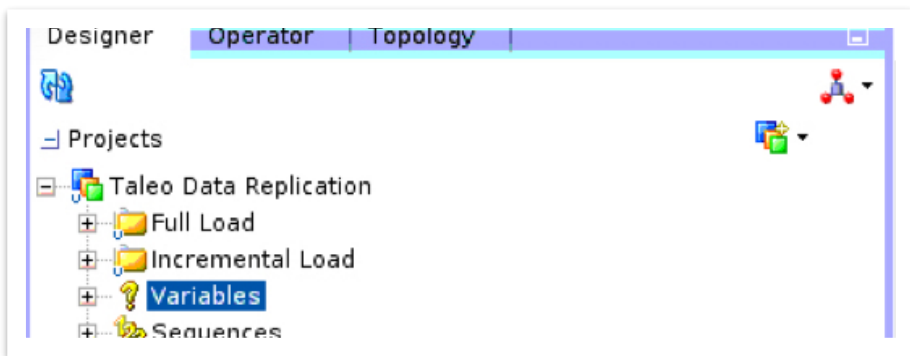 Designer Operator Topology
Projects
Taleo Data Replication
Full Load
Incremental Load
Variables
Sequences